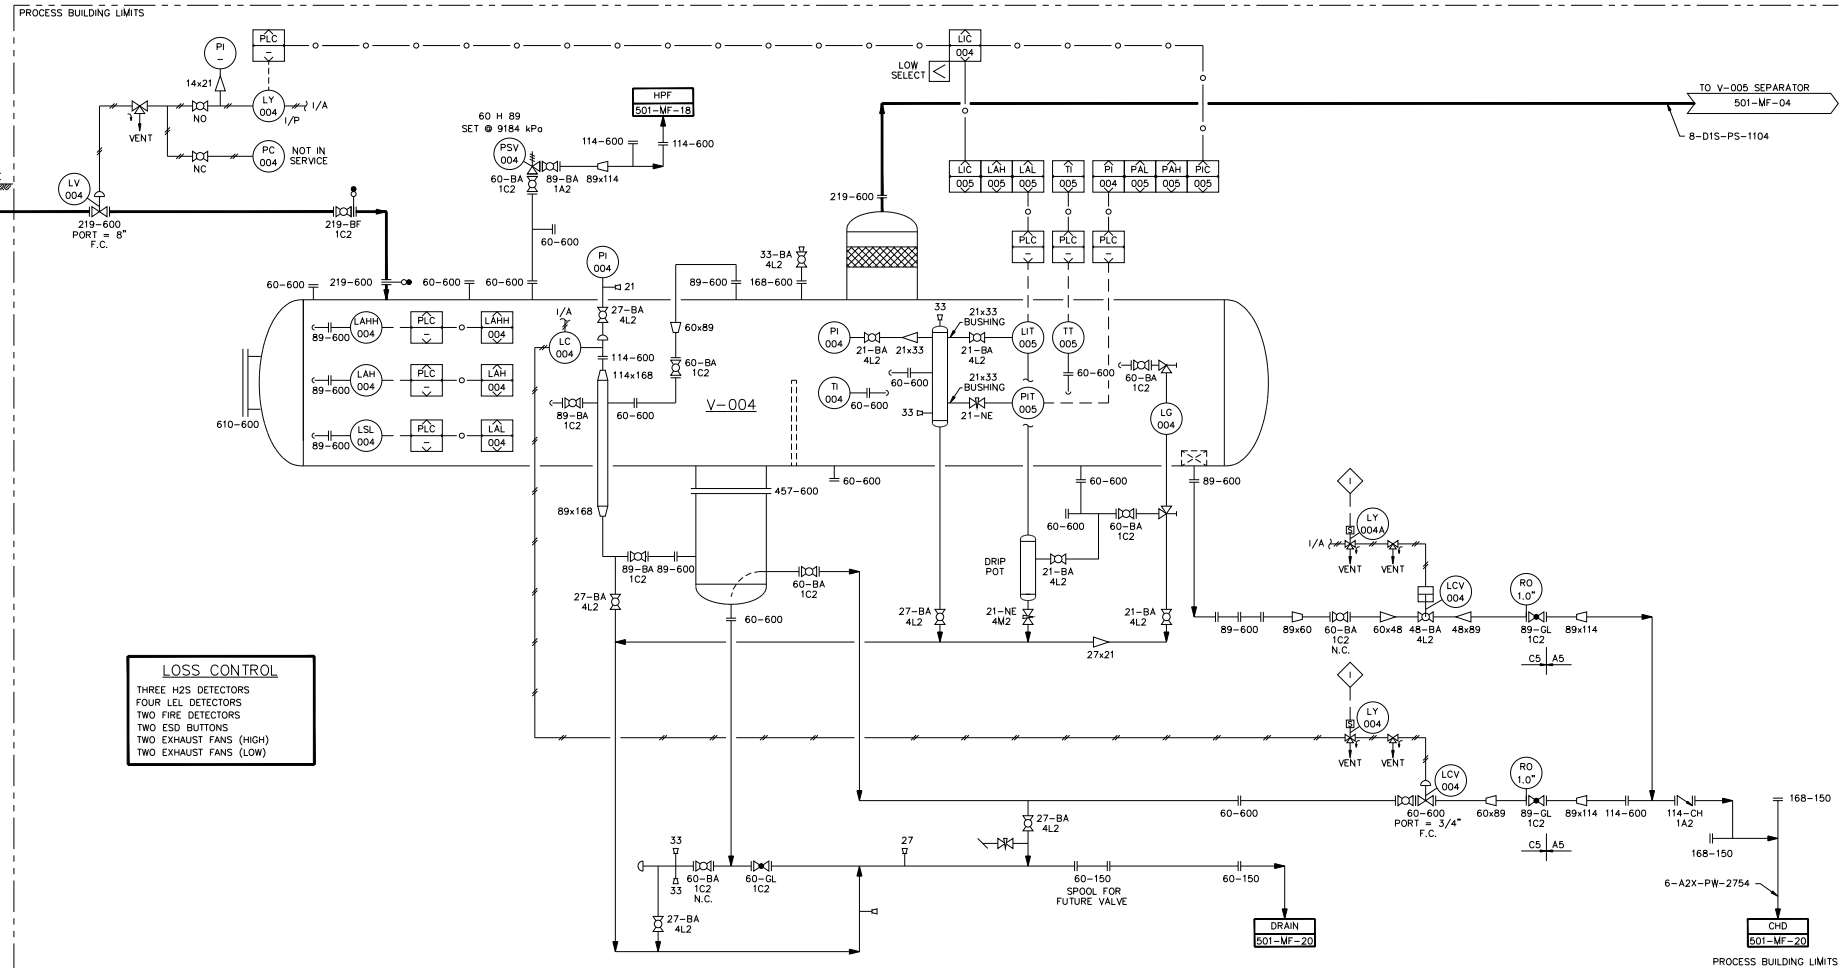 PROCESS BUILDING LIMITS
PI
–
PLC
–
14x21
LY
004
I/A
I/P
NO
VENT
PC
004
NOT IN
SERVICE
NC
LV
004
219-600
PORT = 8"
F.C.
219-BF
1C2
60 H 89
SET @ 9184 kPa
PSV
004
60-BA
1C2
89-BA
1A2
89x114
114-600
114-600
HPF
501-MF-18
LIC
004
LOW
SELECT
<
TO V-005 SEPARATOR
501-MF-04
8-D1S-PS-1104
LIC
005
LAH
005
LAL
005
TI
005
PI
004
PAL
005
PAH
005
PIC
005
PLC
–
PLC
–
PLC
–
219-600
60-600
33-BA
4L2
60-600
219-600
60-600
60-600
89-600
168-600
PI
004
21
27-BA
4L2
I/A
LC
004
114-600
114x168
60x89
60-BA
1C2
89-BA
1C2
60-600
V-004
LAHH
004
PLC
–
LAHH
004
89-600
LAH
004
PLC
–
LAH
004
89-600
LSL
004
PLC
–
LAL
004
89-600
610-600
33
21x33
BUSHING
PI
004
21-BA
4L2
21x33
21-BA
4L2
LIT
005
TT
005
60-600
TI
004
60-600
60-600
21x33
BUSHING
33
21-NE
PIT
005
60-BA
1C2
LG
004
457-600
60-600
60-600
89-600
89x168
60-600
60-BA
1C2
89-BA
1C2
89-600
60-BA
1C2
DRIP
POT
21-BA
4L2
27-BA
4L2
60-600
27-BA
4L2
21-NE
4M2
21-BA
4L2
27x21
I
LY
004A
I/A
VENT
VENT
LCV
004
RO
1.0"
89-600
89x60
60-BA
1C2
N.C.
60x48
48-BA
4L2
48x89
89-GL
1C2
89x114
C5
A5
I
LY
004
VENT
VENT
LCV
004
RO
1.0"
60-600
60-600
PORT = 3/4"
F.C.
60x89
89-GL
1C2
89x114
114-600
114-CH
1A2
168-150
168-150
C5
A5
6-A2X-PW-2754
LOSS CONTROL
THREE H2S DETECTORS
FOUR LEL DETECTORS
TWO FIRE DETECTORS
TWO ESD BUTTONS
TWO EXHAUST FANS (HIGH)
TWO EXHAUST FANS (LOW)
27-BA
4L2
33
33
60-BA
1C2
N.C.
60-GL
1C2
27
60-150
SPOOL FOR
FUTURE VALVE
60-150
27-BA
4L2
DRAIN
501-MF-20
CHD
501-MF-20
PROCESS BUILDING LIMITS